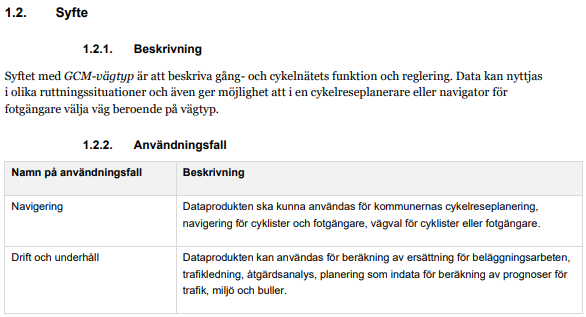 1.2. Syfte
1.2.1. Beskrivning
Syftet med GCM-vägtyp är att beskriva gång- och cykelnätets funktion och reglering. Data kan nyttjas
i olika ruttningssituationer och även ger möjlighet att i en cykelreseplanerare eller navigator för
fotgängare välja väg beroende på vägtyp.
1.2.2. Användningsfall
Namn på användningsfall Beskrivning
Navigering Dataprodukten ska kunna användas för kommunernas cykelreseplanering,
navigering för cyklister och fotgängare, vägval för cyklister eller fotgängare.
Drift och underhåll Dataprodukten kan användas för beräkning av ersättning för beläggningsarbeten,
trafikledning, åtgärdsanalys, planering som indata för beräkning av prognoser för
trafik, miljö och buller.